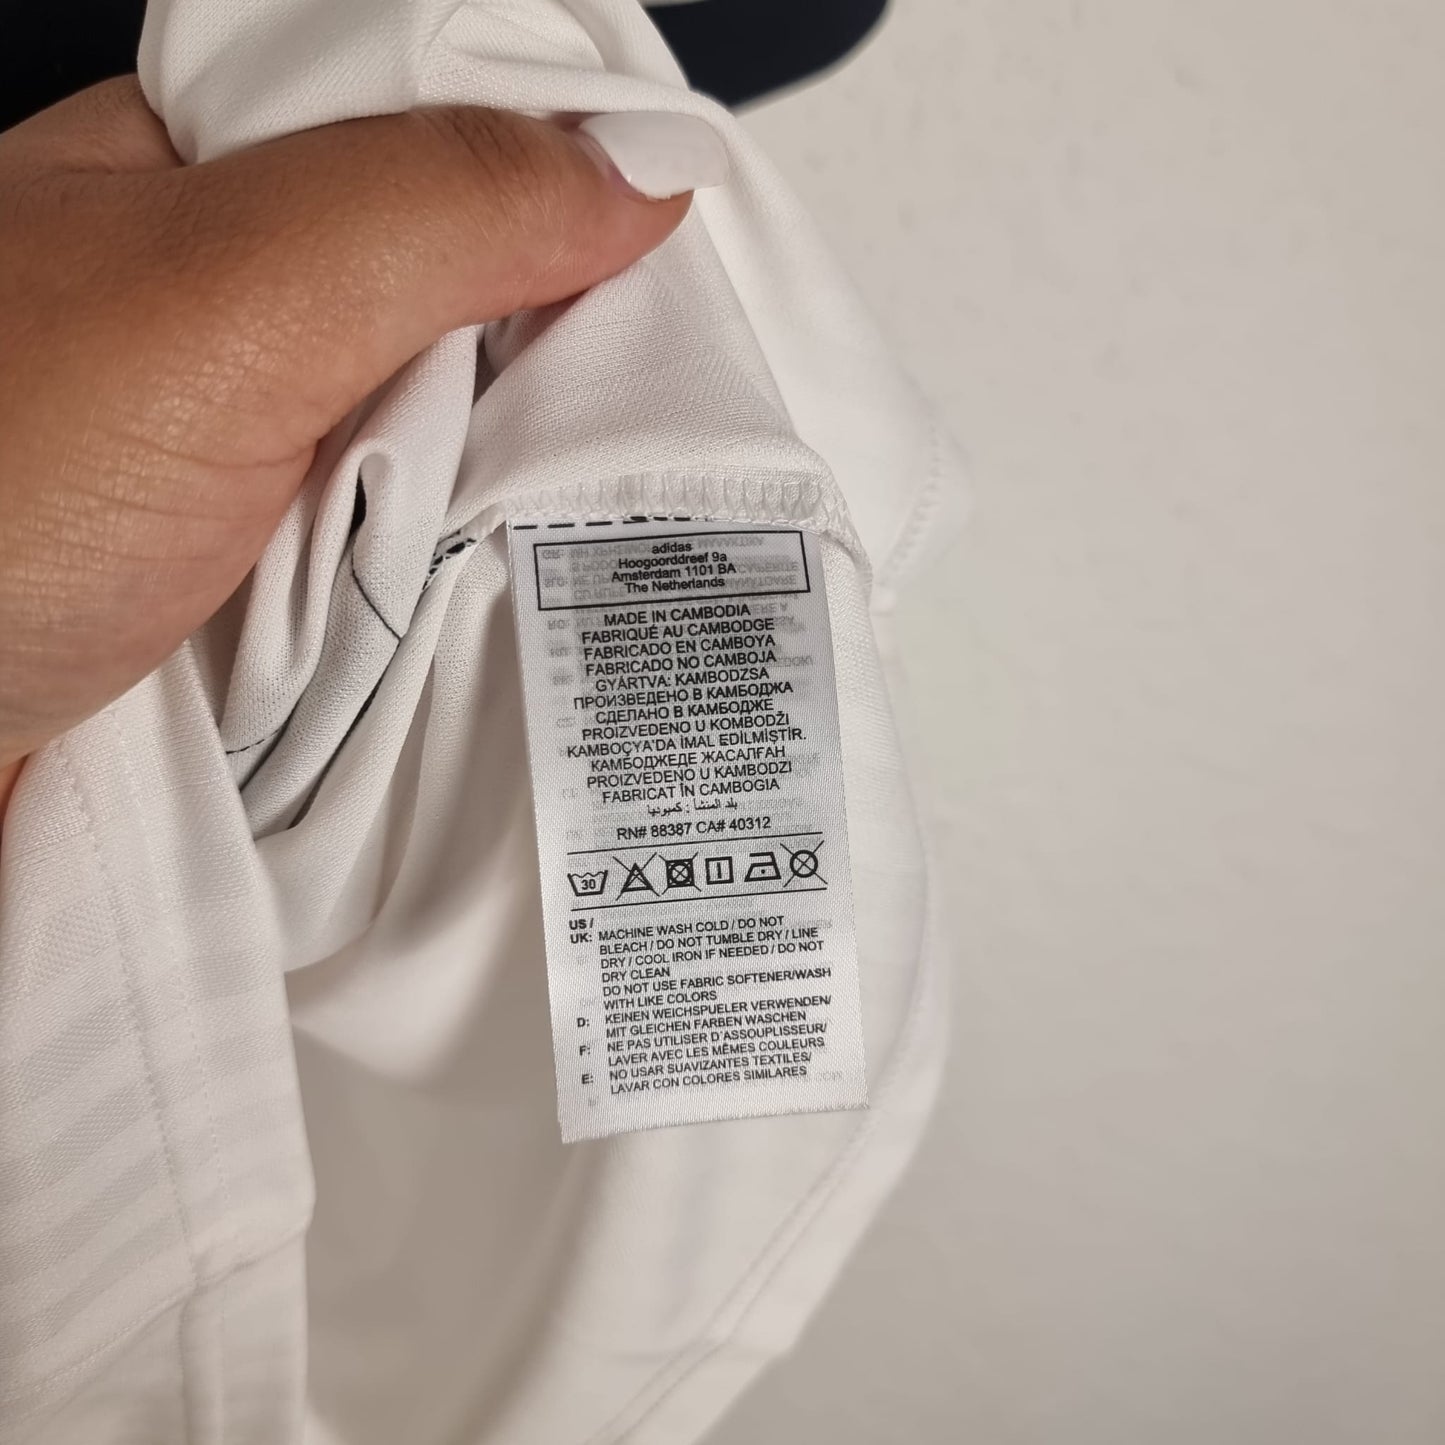 adidas
Hoogoorddreef 9a
Amsterdam 1101 BA
The Netherlands
MADE IN CAMBODIA
FABRIQUÉ AU CAMBODGE
FABRICADO EN CAMBOYA
FABRICADO NO CAMBOJA
GYÁRTVA: KAMBODZSA
ПРОИЗВЕДЕНО В КАМБОДЖА
СДЕЛАНО В КАМБОДЖЕ
PROIZVEDENO U KOMBODŽI
KAMBOÇYA'DA İMAL EDİLMİŞTİR.
КАМБОДЖЕДЕ ЖАСАЛҒАН
PROIZVEDENO U KAMBODZI
FABRICAT ÎN CAMBOGIA
بلد المنشأ : كمبوديا
RN# 88387 CA# 40312
30
US /
UK: MACHINE WASH COLD / DO NOT
BLEACH / DO NOT TUMBLE DRY / LINE
DRY / COOL IRON IF NEEDED / DO NOT
DRY CLEAN
DO NOT USE FABRIC SOFTENER/WASH
WITH LIKE COLORS
D: KEINEN WEICHSPUELER VERWENDEN/
MIT GLEICHEN FARBEN WASCHEN
F: NE PAS UTILISER D'ASSOUPLISSEUR/
LAVER AVEC LES MÊMES COULEURS
E: NO USAR SUAVIZANTES TEXTILES/
LAVAR CON COLORES SIMILARES